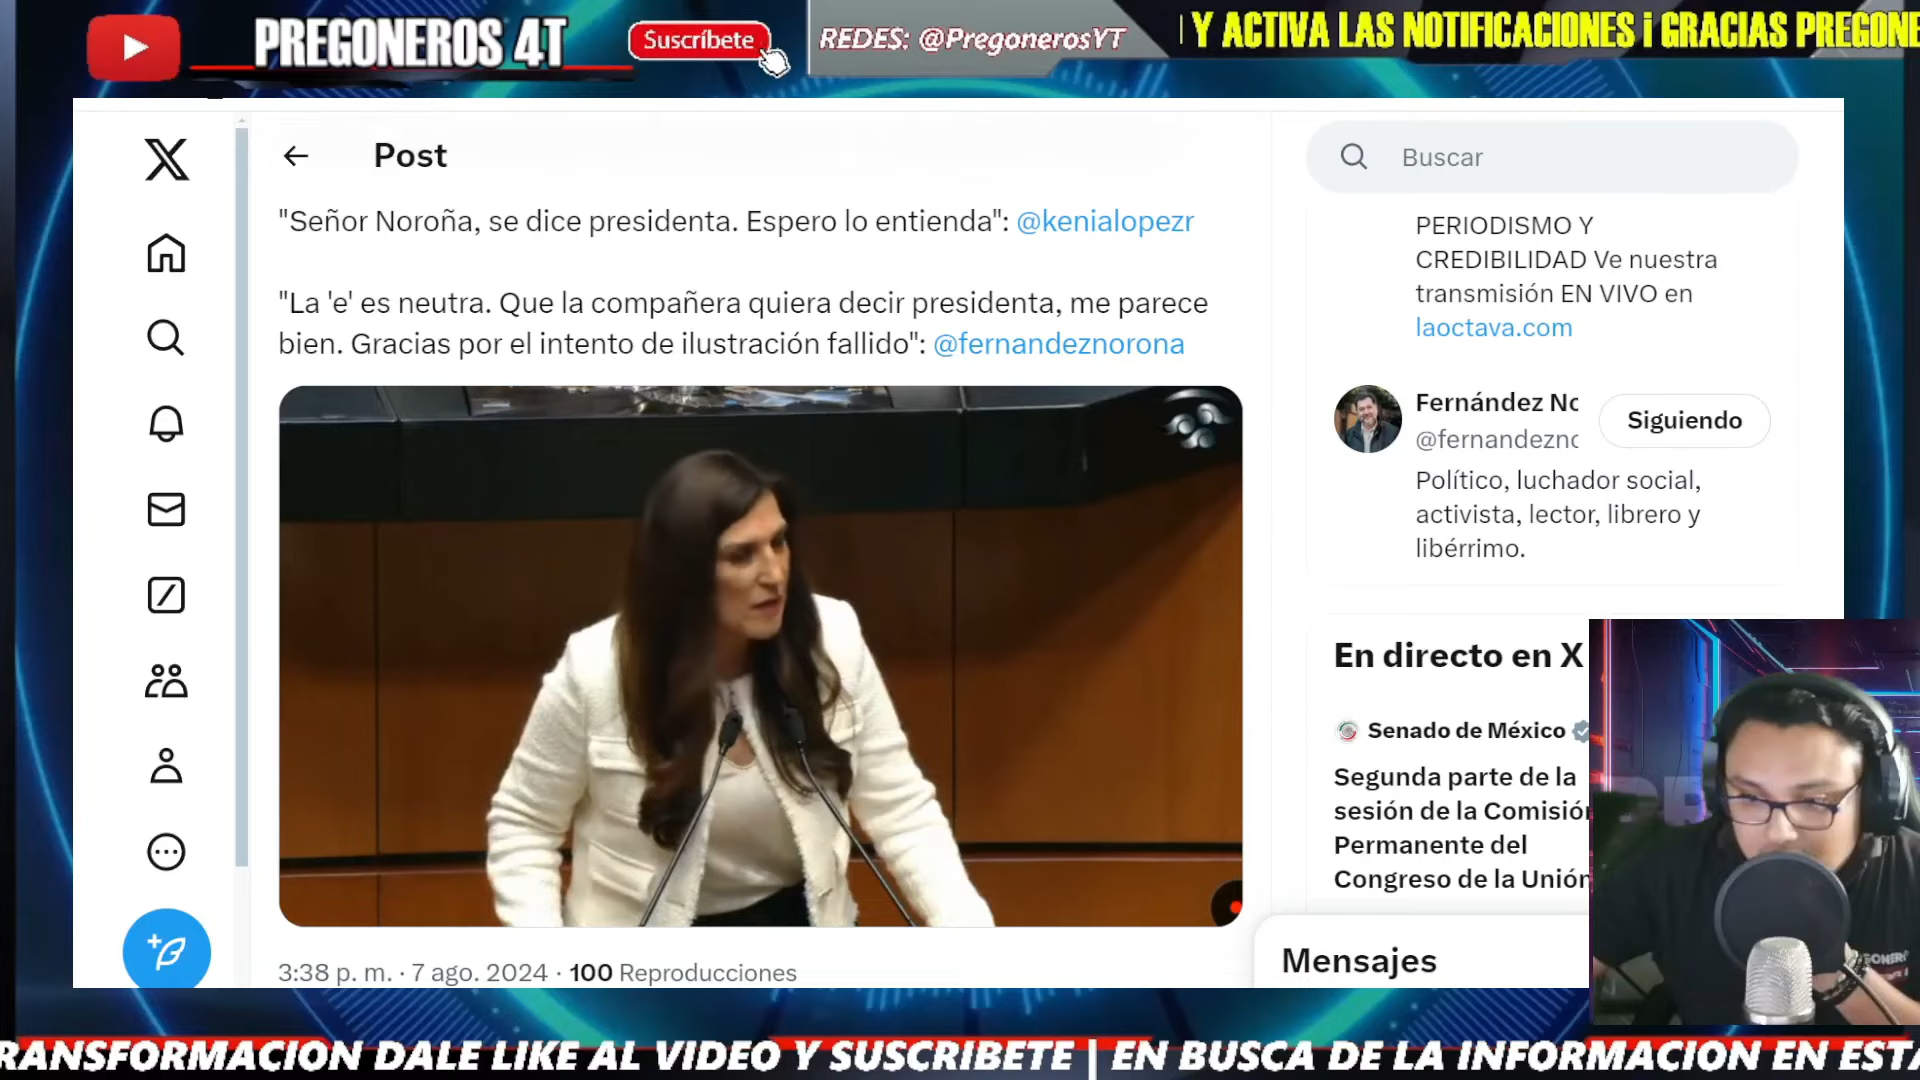 PREGONEROS 4T
Suscríbete
REDES: @PregonerosYT
Y ACTIVA LAS NOTIFICACIONES ¡ GRACIAS PREGONE
Post
"Señor Noroña, se dice presidenta. Espero lo entienda": @kenialopezr
"La 'e' es neutra. Que la compañera quiera decir presidenta, me parece
bien. Gracias por el intento de ilustración fallido": @fernandeznorona
3:38 p. m. · 7 ago. 2024 · 100 Reproducciones
Buscar
PERIODISMO Y
CREDIBILIDAD Ve nuestra
transmisión EN VIVO en
laoctava.com
Fernández No
@fernandezno
Siguiendo
Político, luchador social,
activista, lector, librero y
libérrimo.
En directo en X
Senado de México
Segunda parte de la
sesión de la Comisión
Permanente del
Congreso de la Unión
Mensajes
RANSFORMACION DALE LIKE AL VIDEO Y SUSCRIBETE | EN BUSCA DE LA INFORMACION EN ESTA